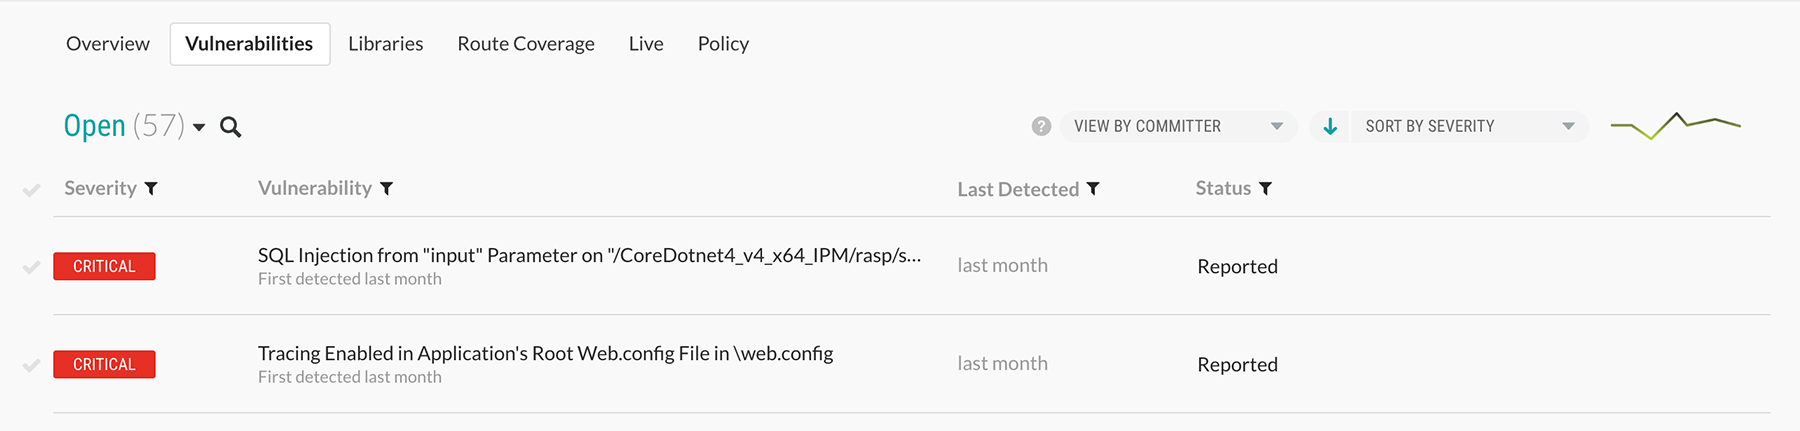 Overview Vulnerabilities Libraries Route Coverage Live Policy
Open (57) ? VIEW BY COMMITTER SORT BY SEVERITY
Severity Vulnerability Last Detected Status
CRITICAL SQL Injection from "input" Parameter on "/CoreDotnet4_v4_x64_IPM/rasp/s... last month Reported
First detected last month
CRITICAL Tracing Enabled in Application's Root Web.config File in \web.config last month Reported
First detected last month